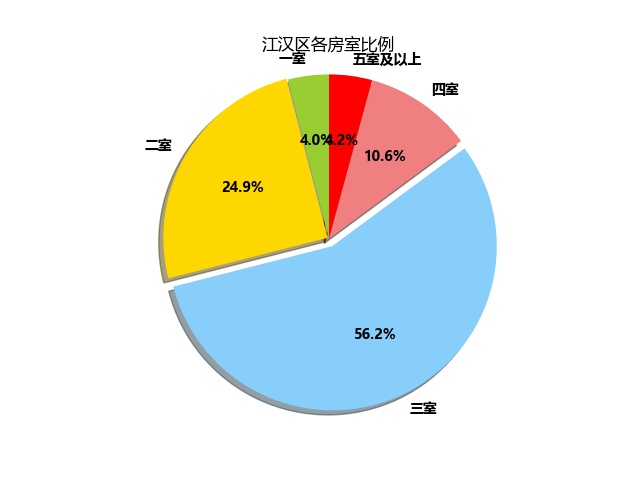 江汉区各房室比例
一室
五室及以上
四室
二室
4.0%
4.2%
10.6%
24.9%
56.2%
三室